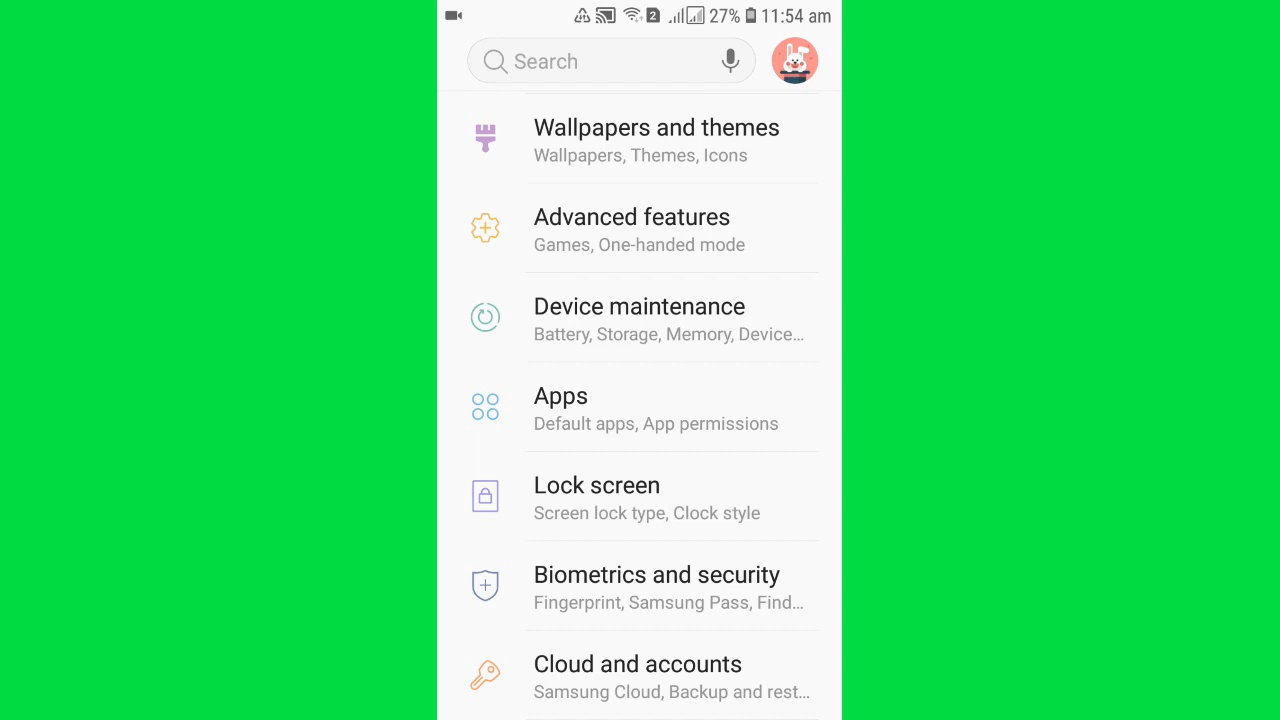 2 27% 11:54 am
Search
Wallpapers and themes
Wallpapers, Themes, Icons
Advanced features
Games, One-handed mode
Device maintenance
Battery, Storage, Memory, Device...
Apps
Default apps, App permissions
Lock screen
Screen lock type, Clock style
Biometrics and security
Fingerprint, Samsung Pass, Find...
Cloud and accounts
Samsung Cloud, Backup and rest...